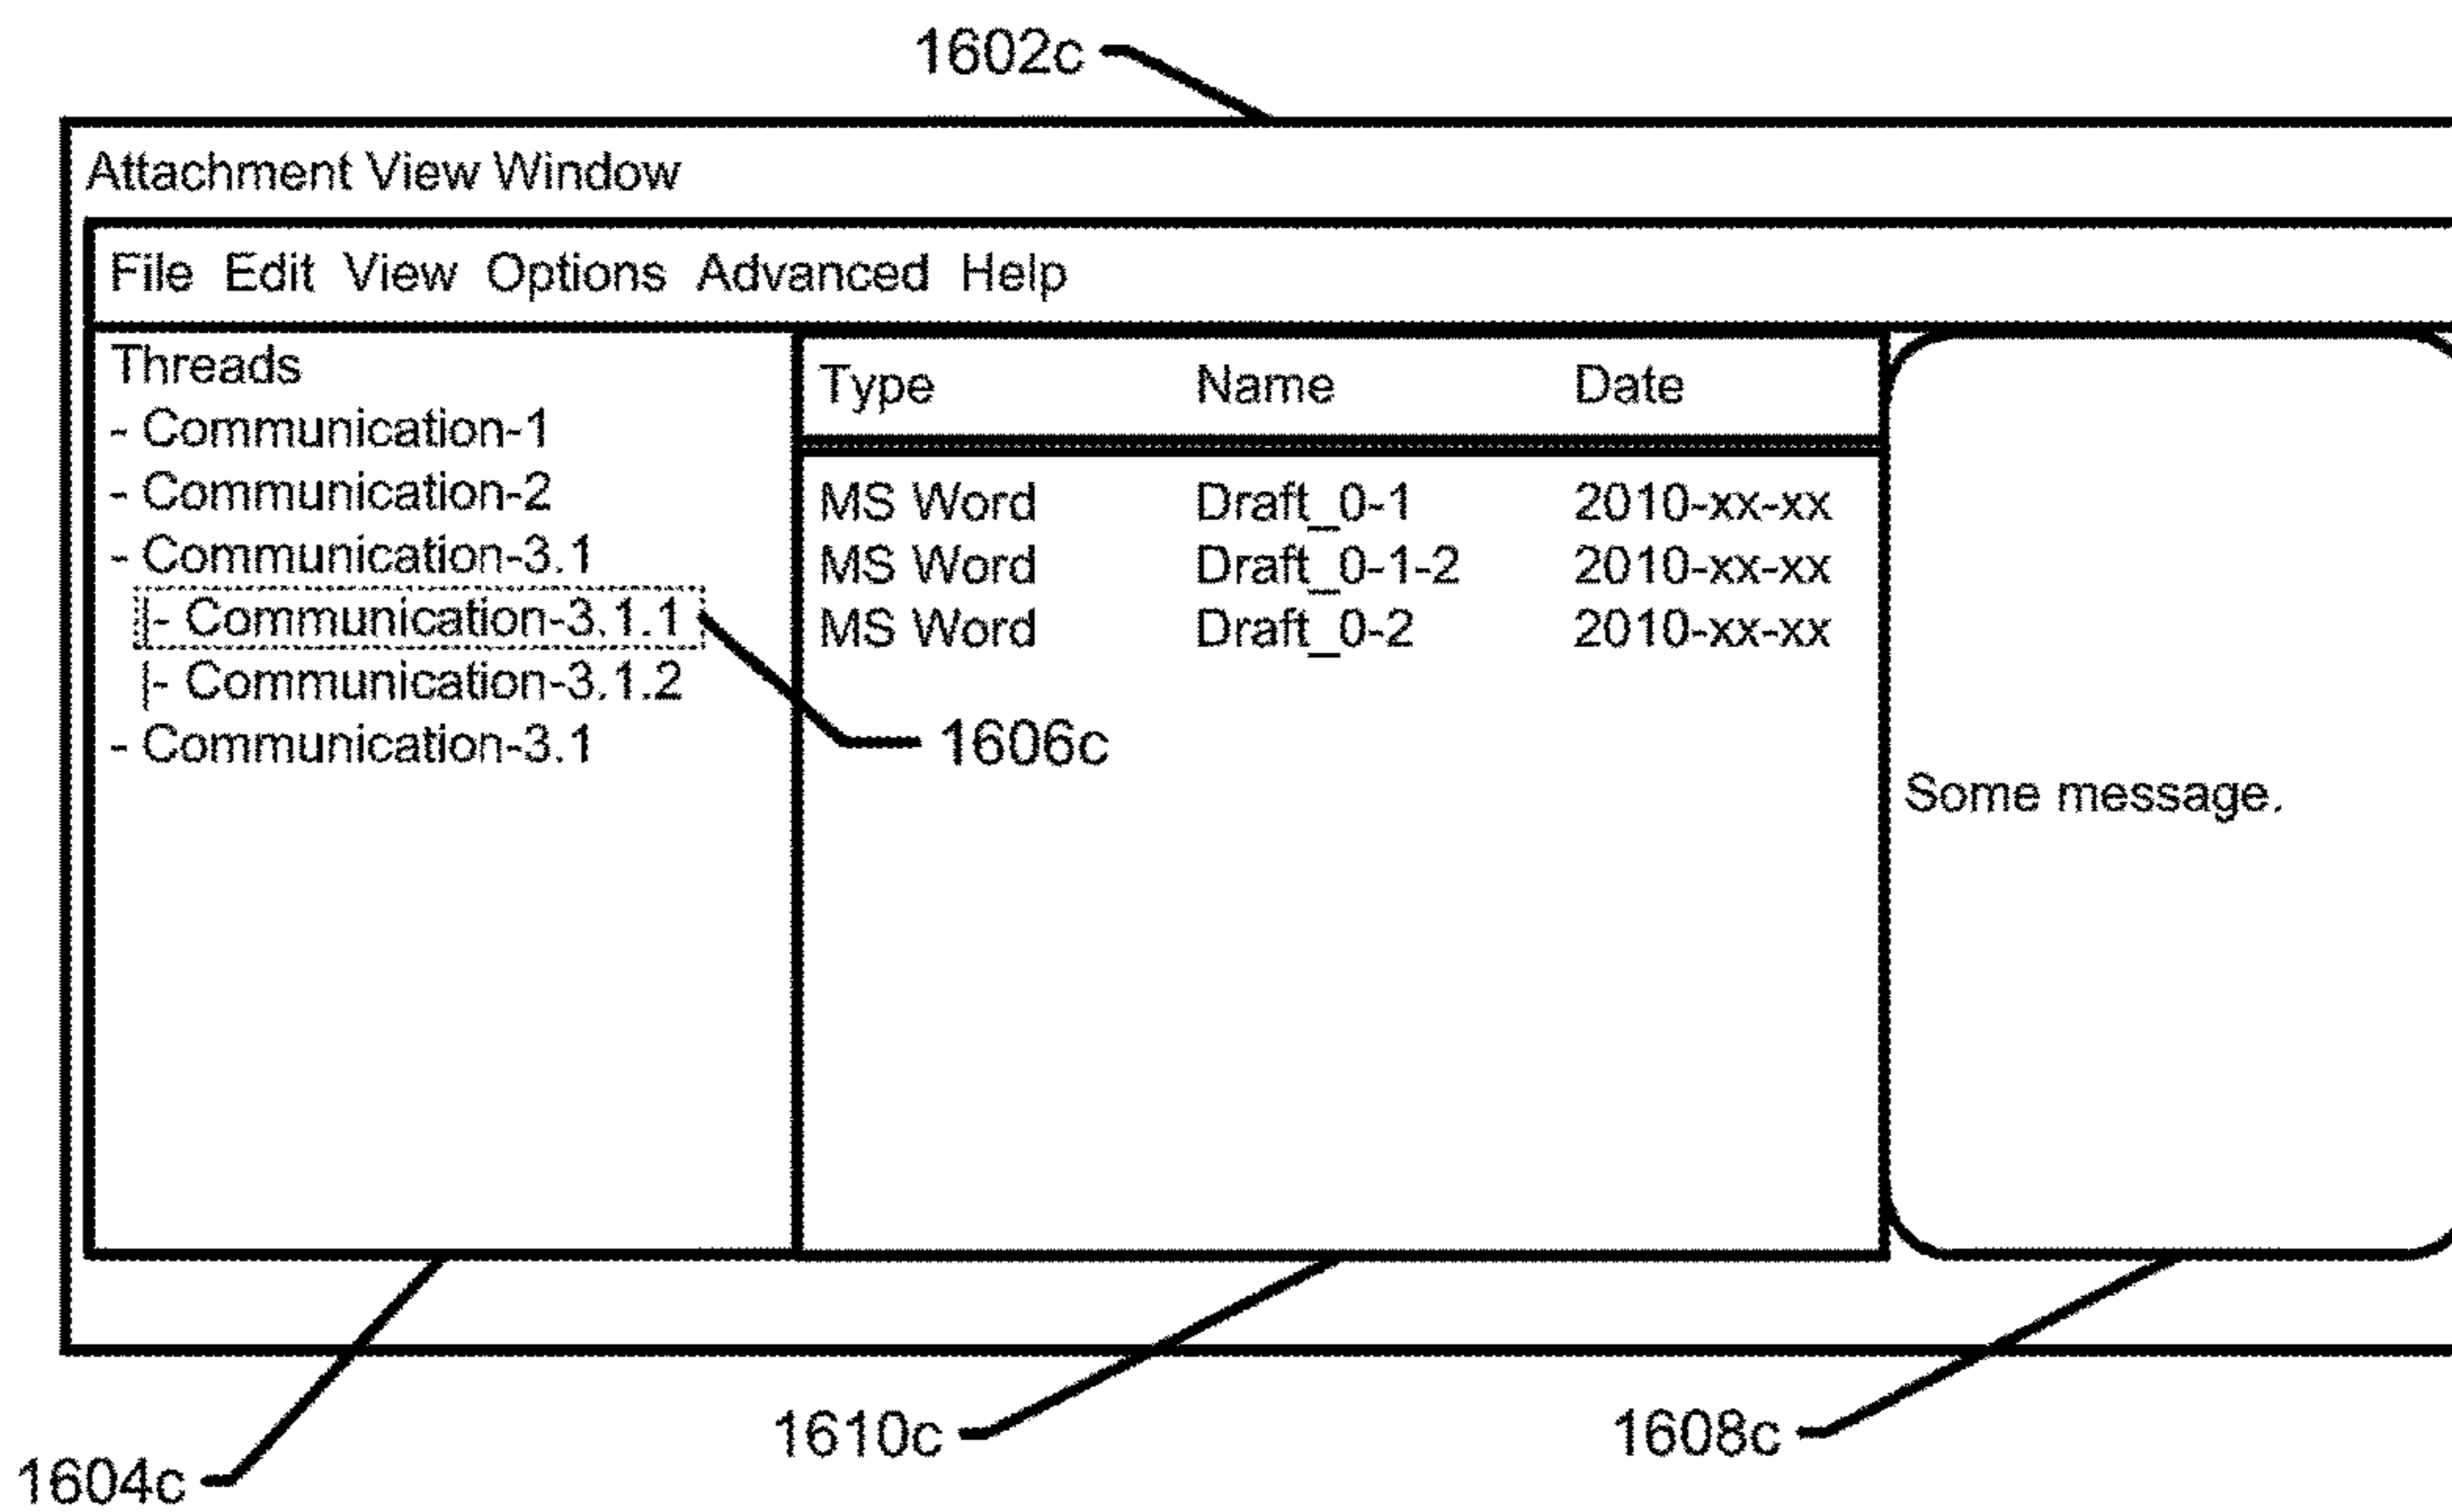 1602c
Attachment View Window
File Edit View Options Advanced Help
Threads
- Communication-1
- Communication-2
- Communication-3.1
|- Communication-3.1.1
|- Communication-3.1.2
- Communication-3.1
Type Name Date
MS Word Draft_0-1 2010-xx-xx
MS Word Draft_0-1-2 2010-xx-xx
MS Word Draft_0-2 2010-xx-xx
1606c
Some message.
1604c
1610c
1608c